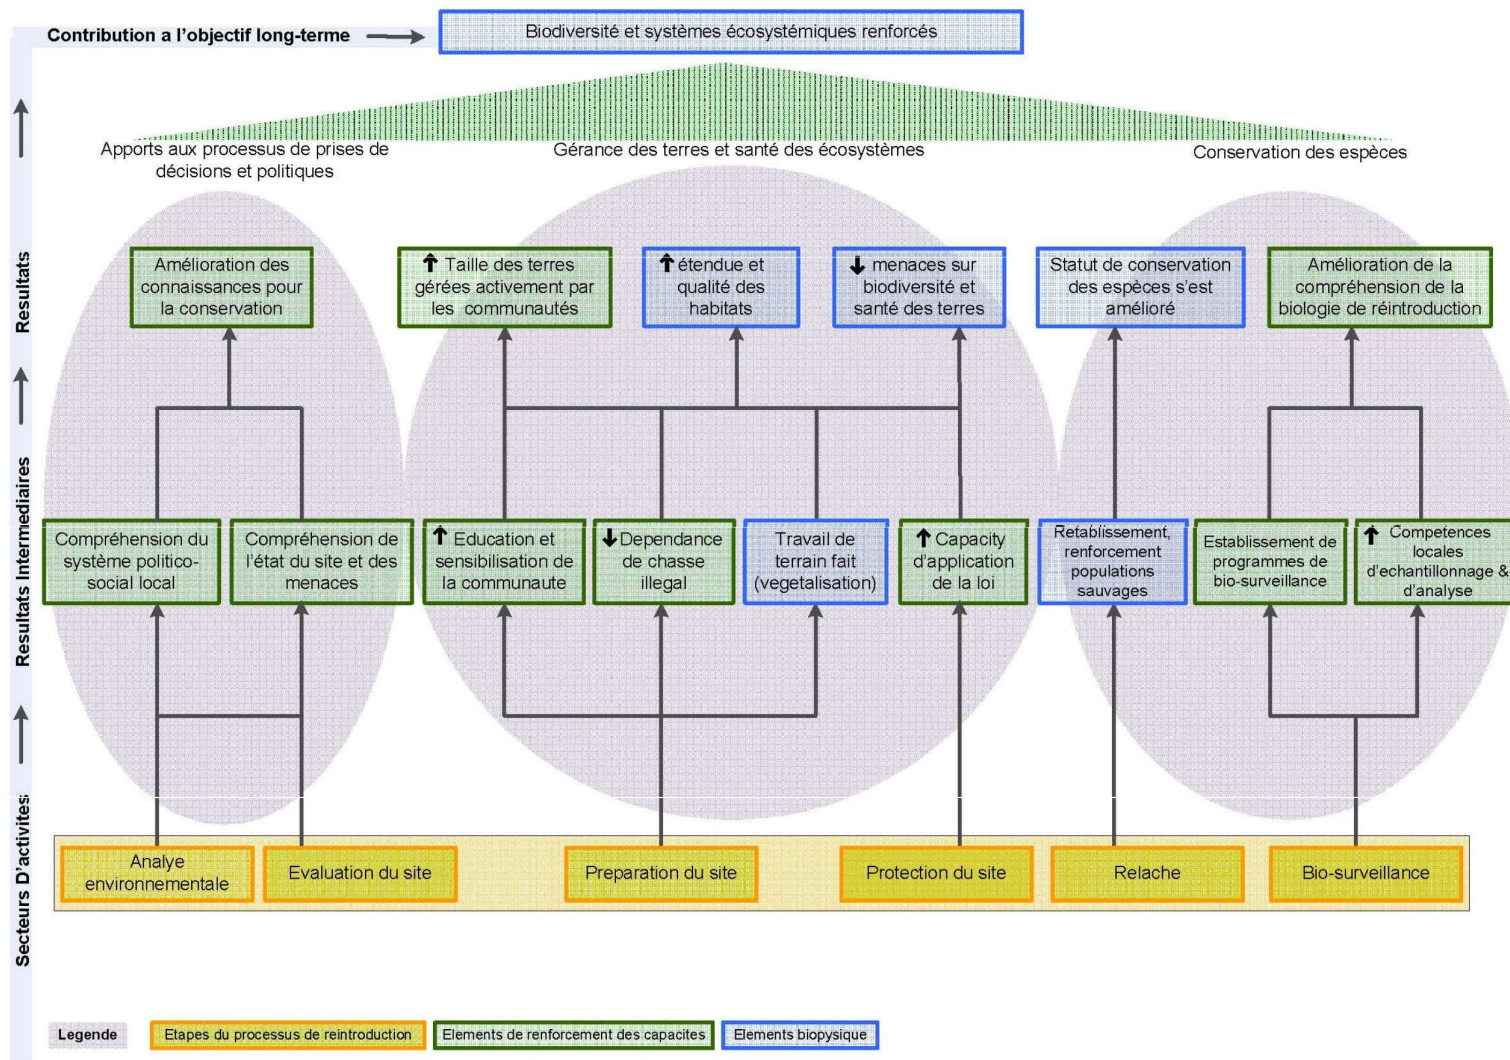 Contribution a l'objectif long-terme
Biodiversité et systèmes écosystémiques renforcés
Apports aux processus de prises de
décisions et politiques
Gérance des terres et santé des écosystèmes
Conservation des espèces
Resultats
Amélioration des
connaissances pour
la conservation
↑ Taille des terres
gérées activement par
les communautés
↑ étendue et
qualité des
habitats
↓ menaces sur
biodiversité et
santé des terres
Statut de conservation
des espèces s'est
amélioré
Amélioration de la
compréhension de la
biologie de réintroduction
Resultats Intermediaires
Compréhension du
système politico-
social local
Compréhension de
l'état du site et des
menaces
↑ Education et
sensibilisation de
la communaute
↓ Dependance
de chasse
illegal
Travail de
terrain fait
(vegetalisation)
↑ Capacity
d'application
de la loi
Retablissement,
renforcement
populations
sauvages
Establissement de
programmes de
bio-surveillance
↑ Competences
locales
d'echantillonnage &
d'analyse
Secteurs D'activites
Analye
environnementale
Evaluation du site
Preparation du site
Protection du site
Relache
Bio-surveillance
Legende
Etapes du processus de reintroduction
Elements de renforcement des capacites
Elements biopysique